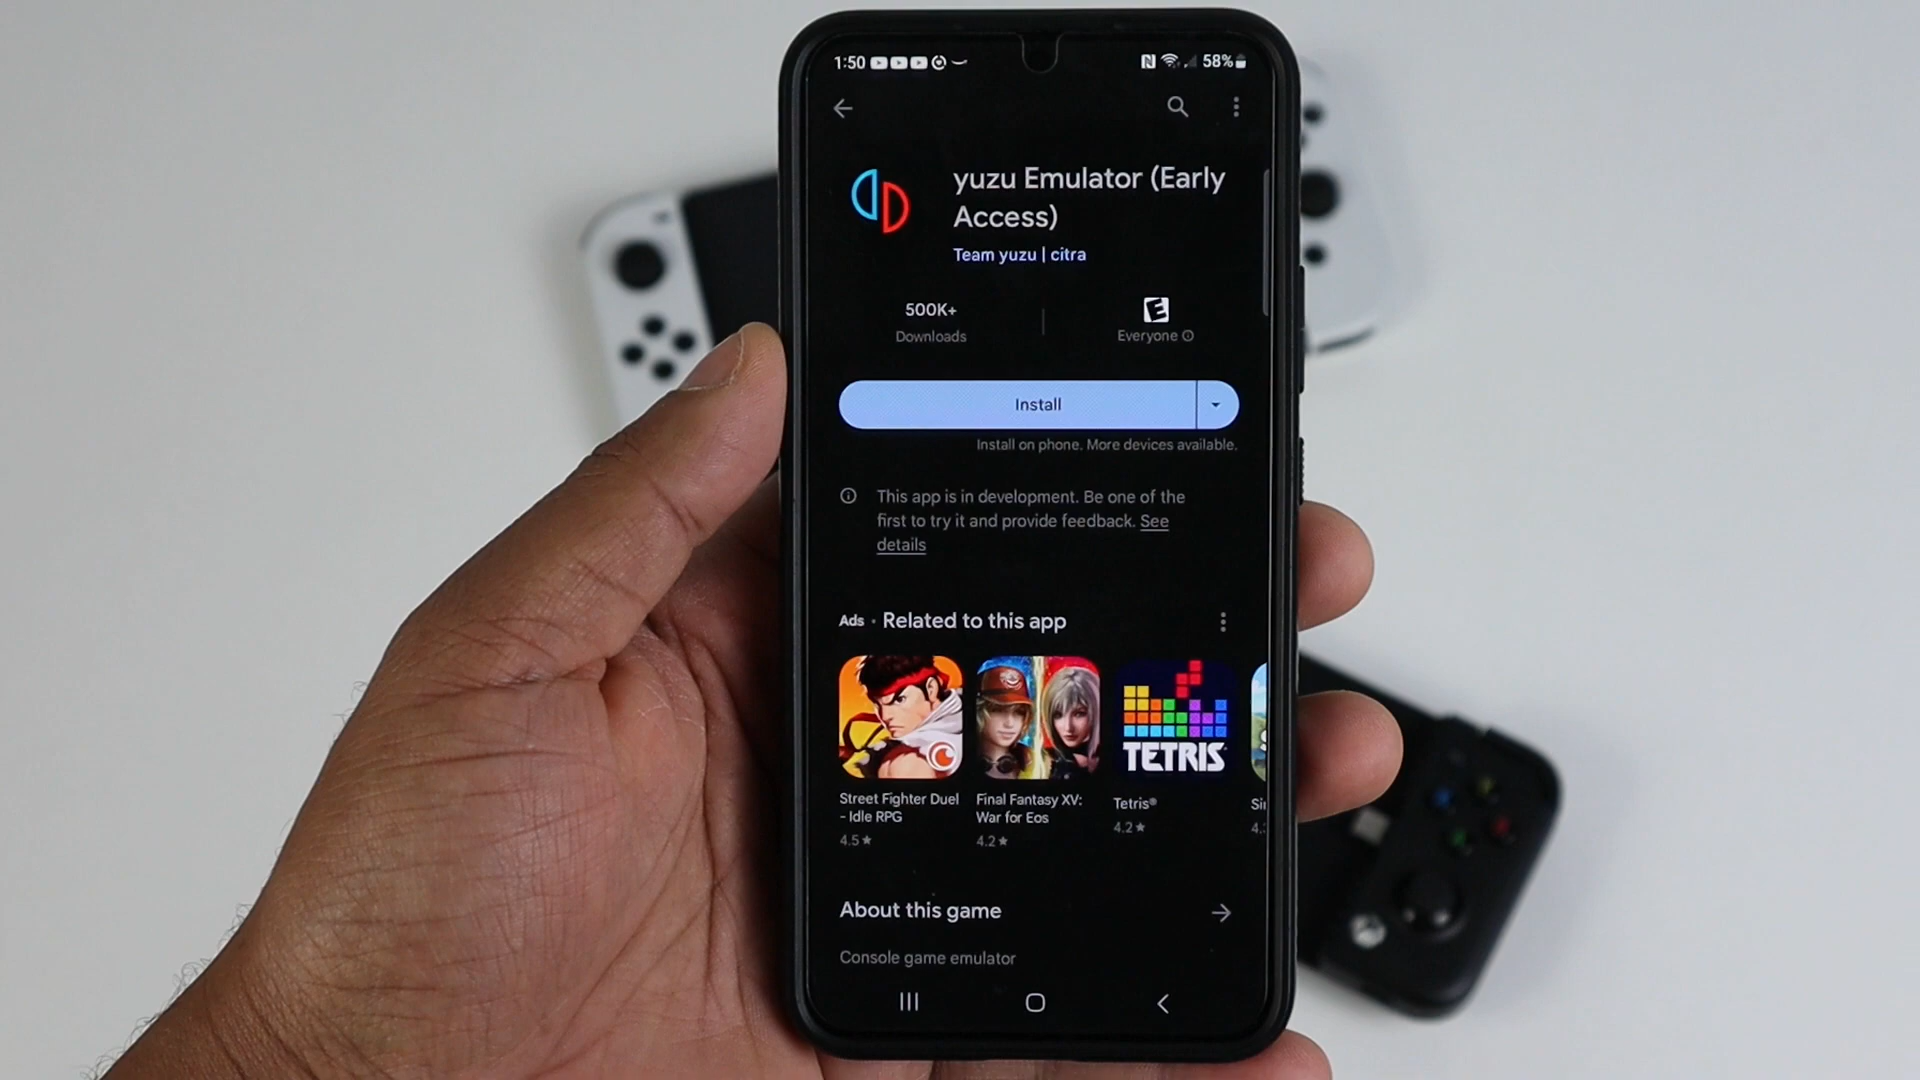 1:50
58%
yuzu Emulator (Early
Access)
Team yuzu | citra
500K+
Downloads
E
Everyone
Install
Install on phone. More devices available.
This app is in development. Be one of the
first to try it and provide feedback. See
details
Ads · Related to this app
TETRIS
Street Fighter Duel
- Idle RPG
4.5★
Final Fantasy XV:
War for Eos
4.2★
Tetris®
4.2★
Si
4.
About this game
Console game emulator